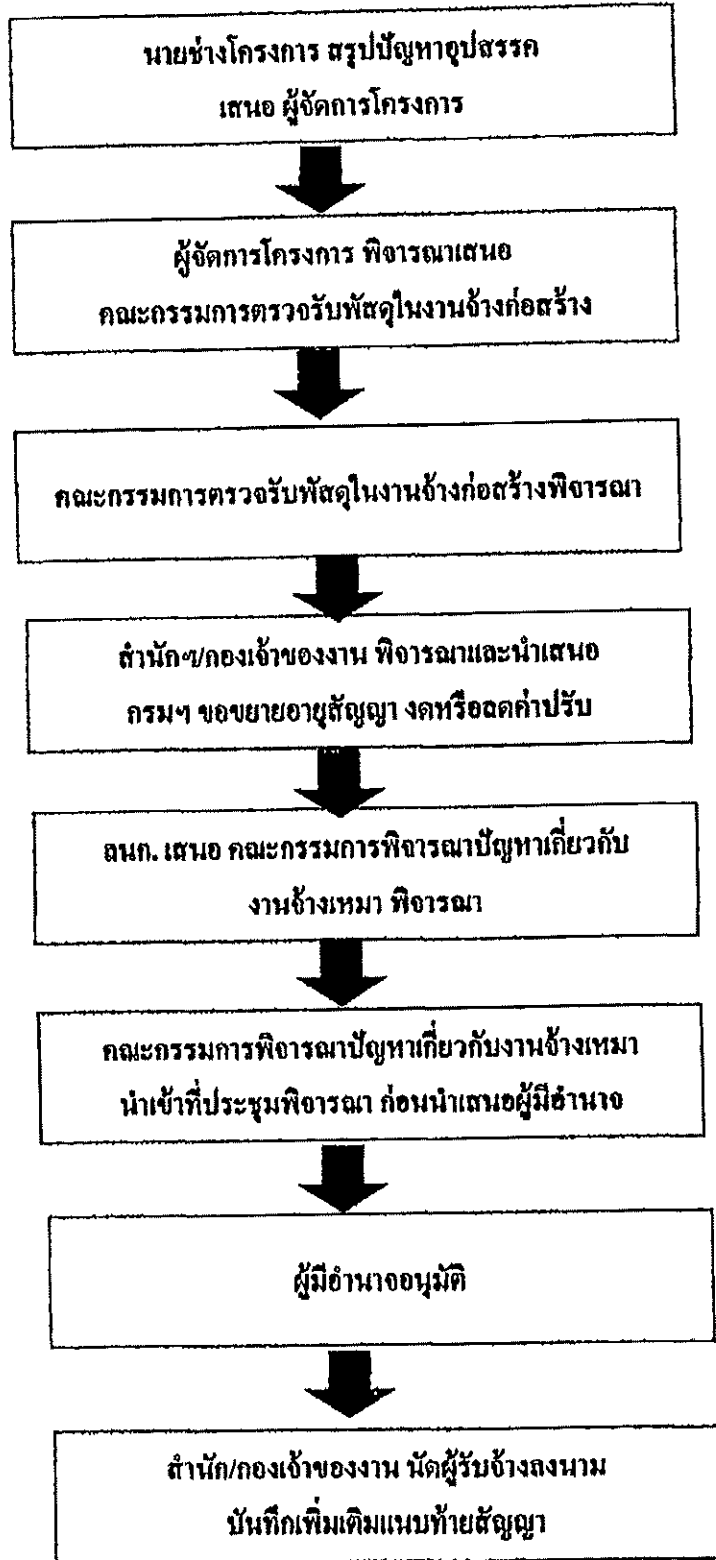 นายช่างโครงการ สรุปปัญหาอุปสรรค
เสนอ ผู้จัดการโครงการ
ผู้จัดการโครงการ พิจารณาเสนอ
คณะกรรมการตรวจรับพัสดุในงานจ้างก่อสร้าง
คณะกรรมการตรวจรับพัสดุในงานจ้างก่อสร้างพิจารณา
สำนักฯ/กองเจ้าของงาน พิจารณาและนำเสนอ
กรมฯ ขอขยายอายุสัญญา งดหรือลดค่าปรับ
ลนก. เสนอ คณะกรรมการพิจารณาปัญหาเกี่ยวกับ
งานจ้างเหมา พิจารณา
คณะกรรมการพิจารณาปัญหาเกี่ยวกับงานจ้างเหมา
นำเข้าที่ประชุมพิจารณา ก่อนนำเสนอผู้มีอำนาจ
ผู้มีอำนาจอนุมัติ
สำนัก/กองเจ้าของงาน นัดผู้รับจ้างลงนาม
บันทึกเพิ่มเติมแนบท้ายสัญญา